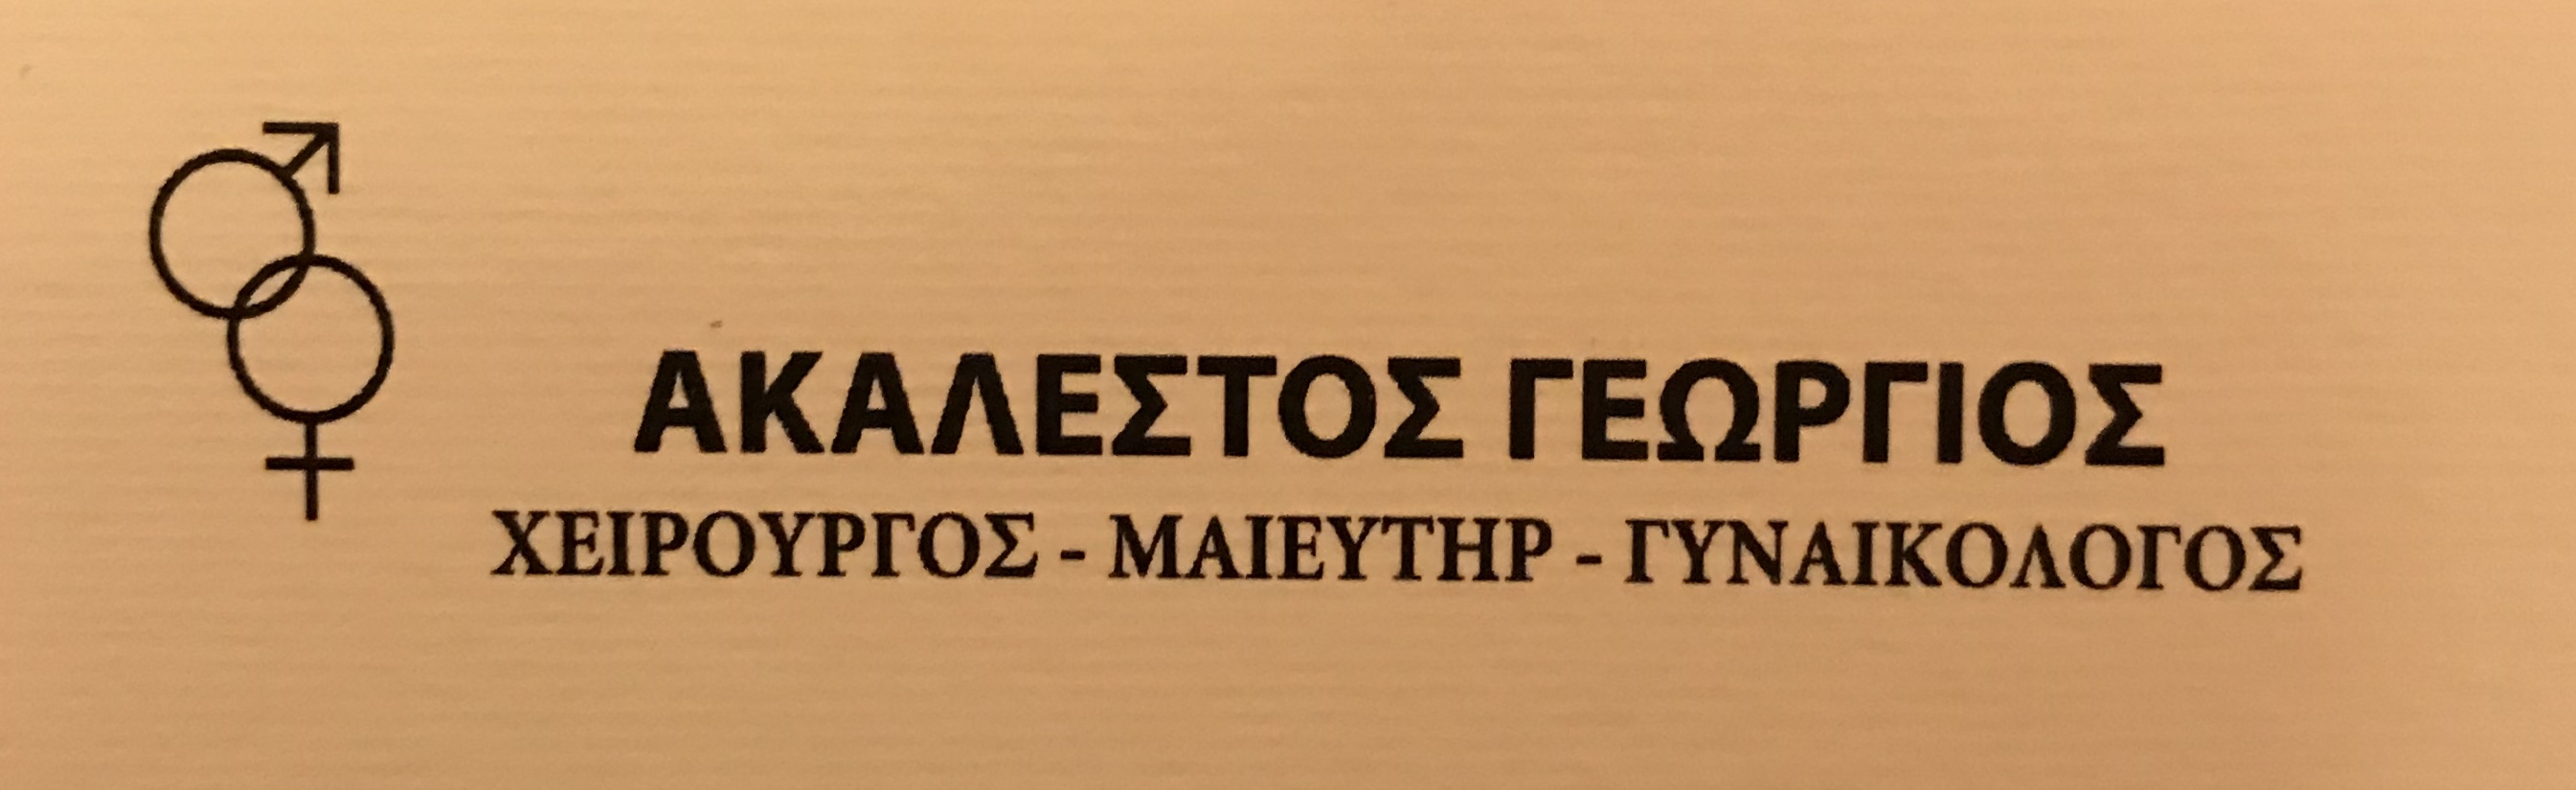 ΑΚΑΛΕΣΤΟΣ ΓΕΩΡΓΙΟΣ
ΧΕΙΡΟΥΡΓΟΣ - ΜΑΙΕΥΤΗΡ - ΓΥΝΑΙΚΟΛΟΓΟΣ